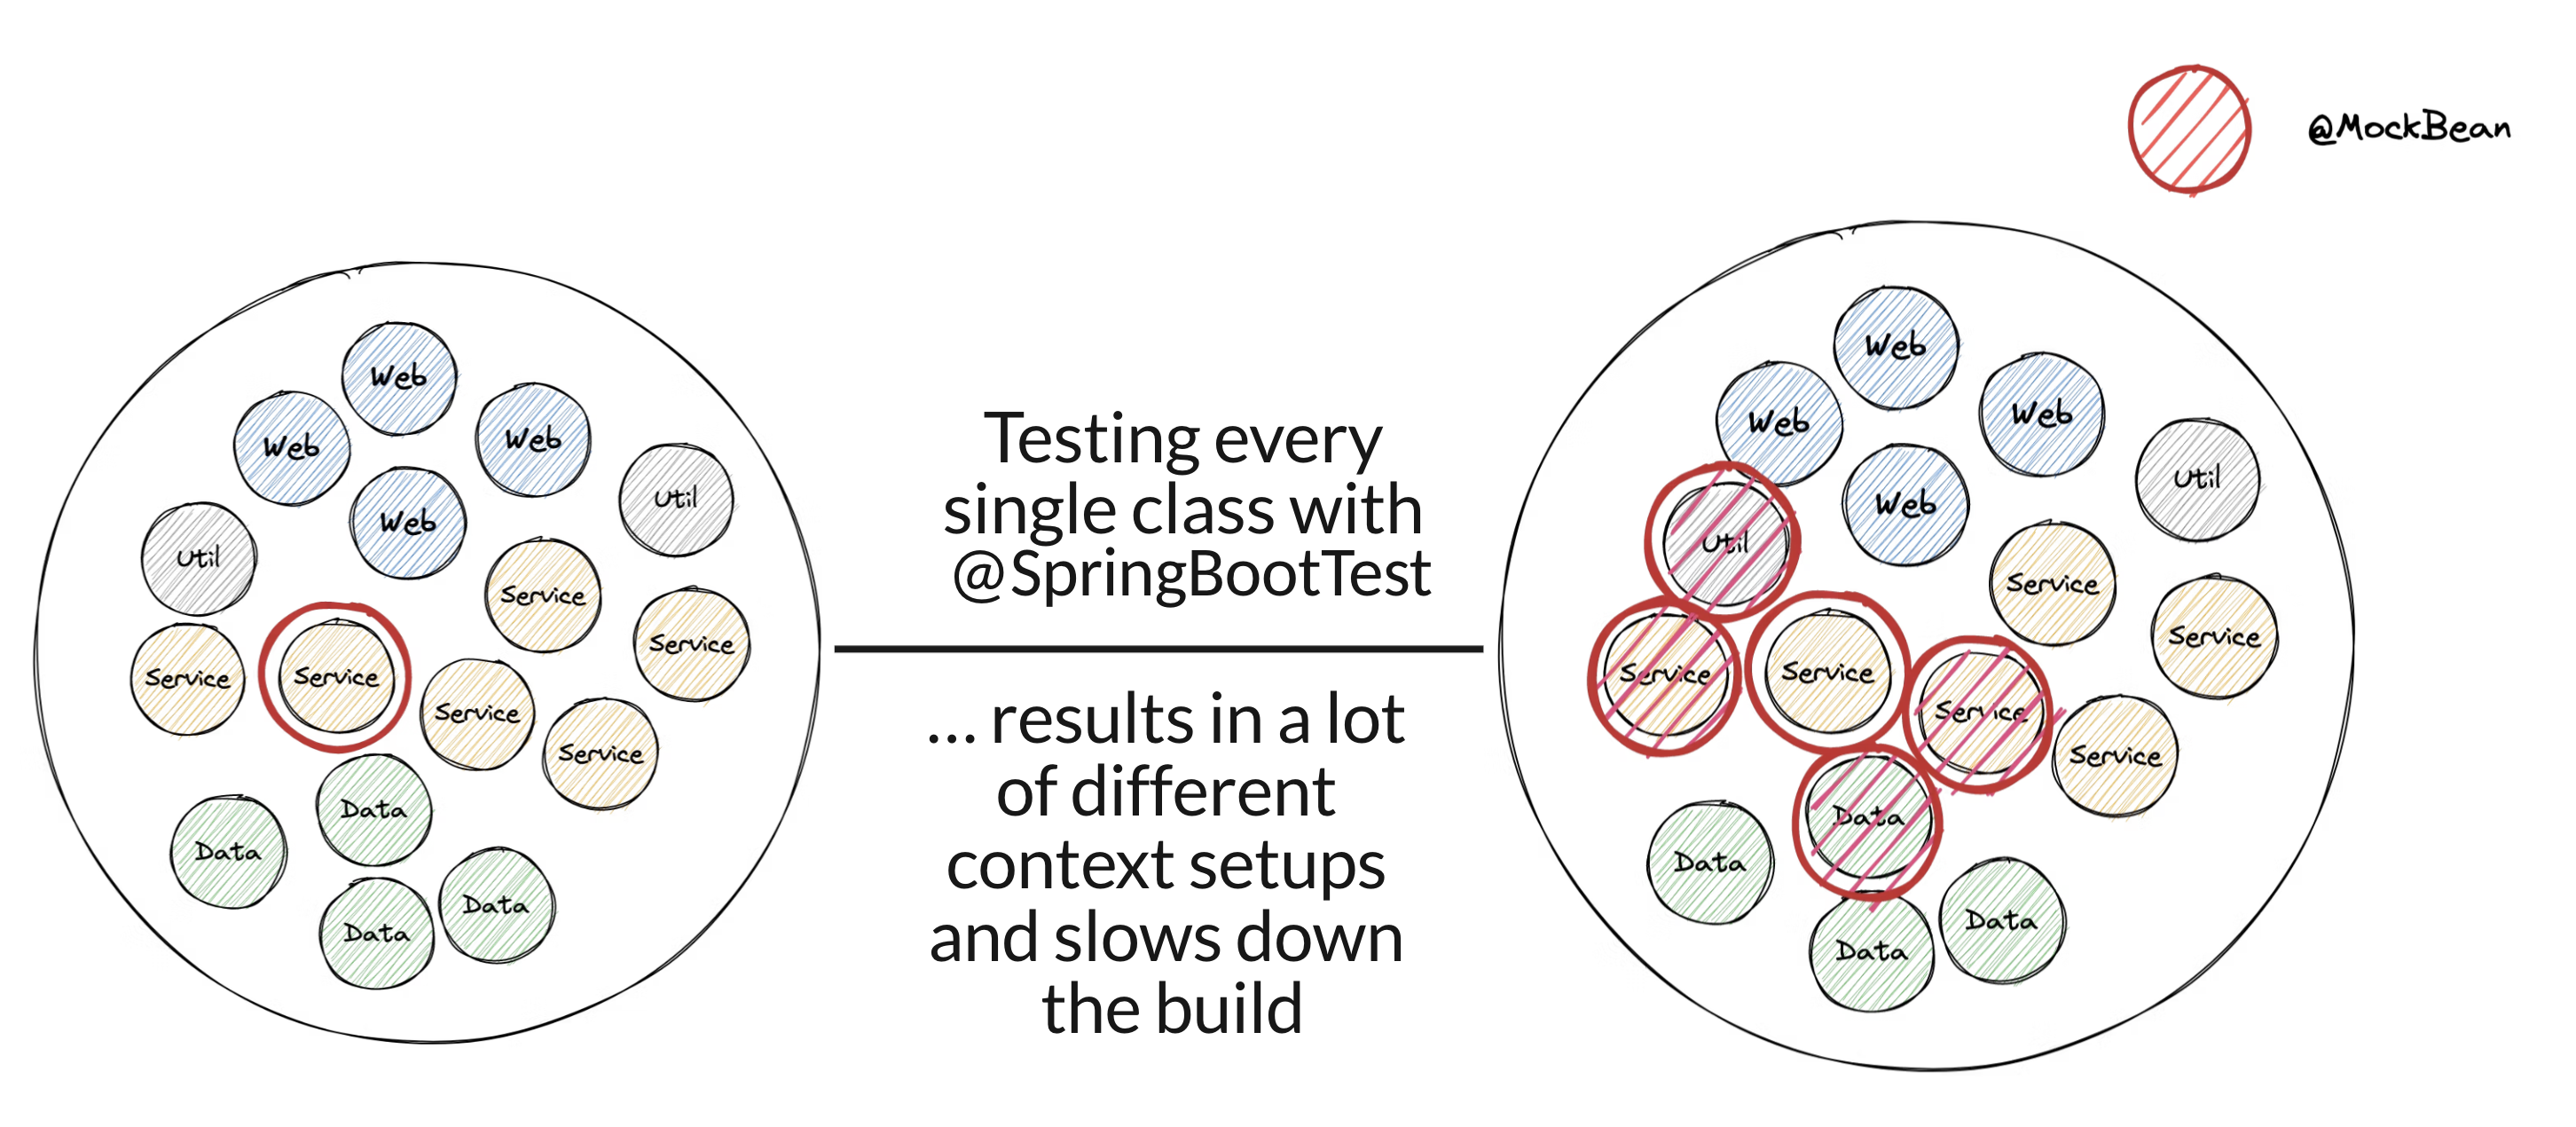 @MockBean
Web
Web
Web
Util
Web
Util
Service
Service
Service
Service
Service
Service
Data
Data
Data
Data
Testing every
single class with
@SpringBootTest
... results in a lot
of different
context setups
and slows down
the build
Web
Web
Web
Util
Web
Util
Service
Service
Service
Service
Service
Service
Data
Data
Data
Data